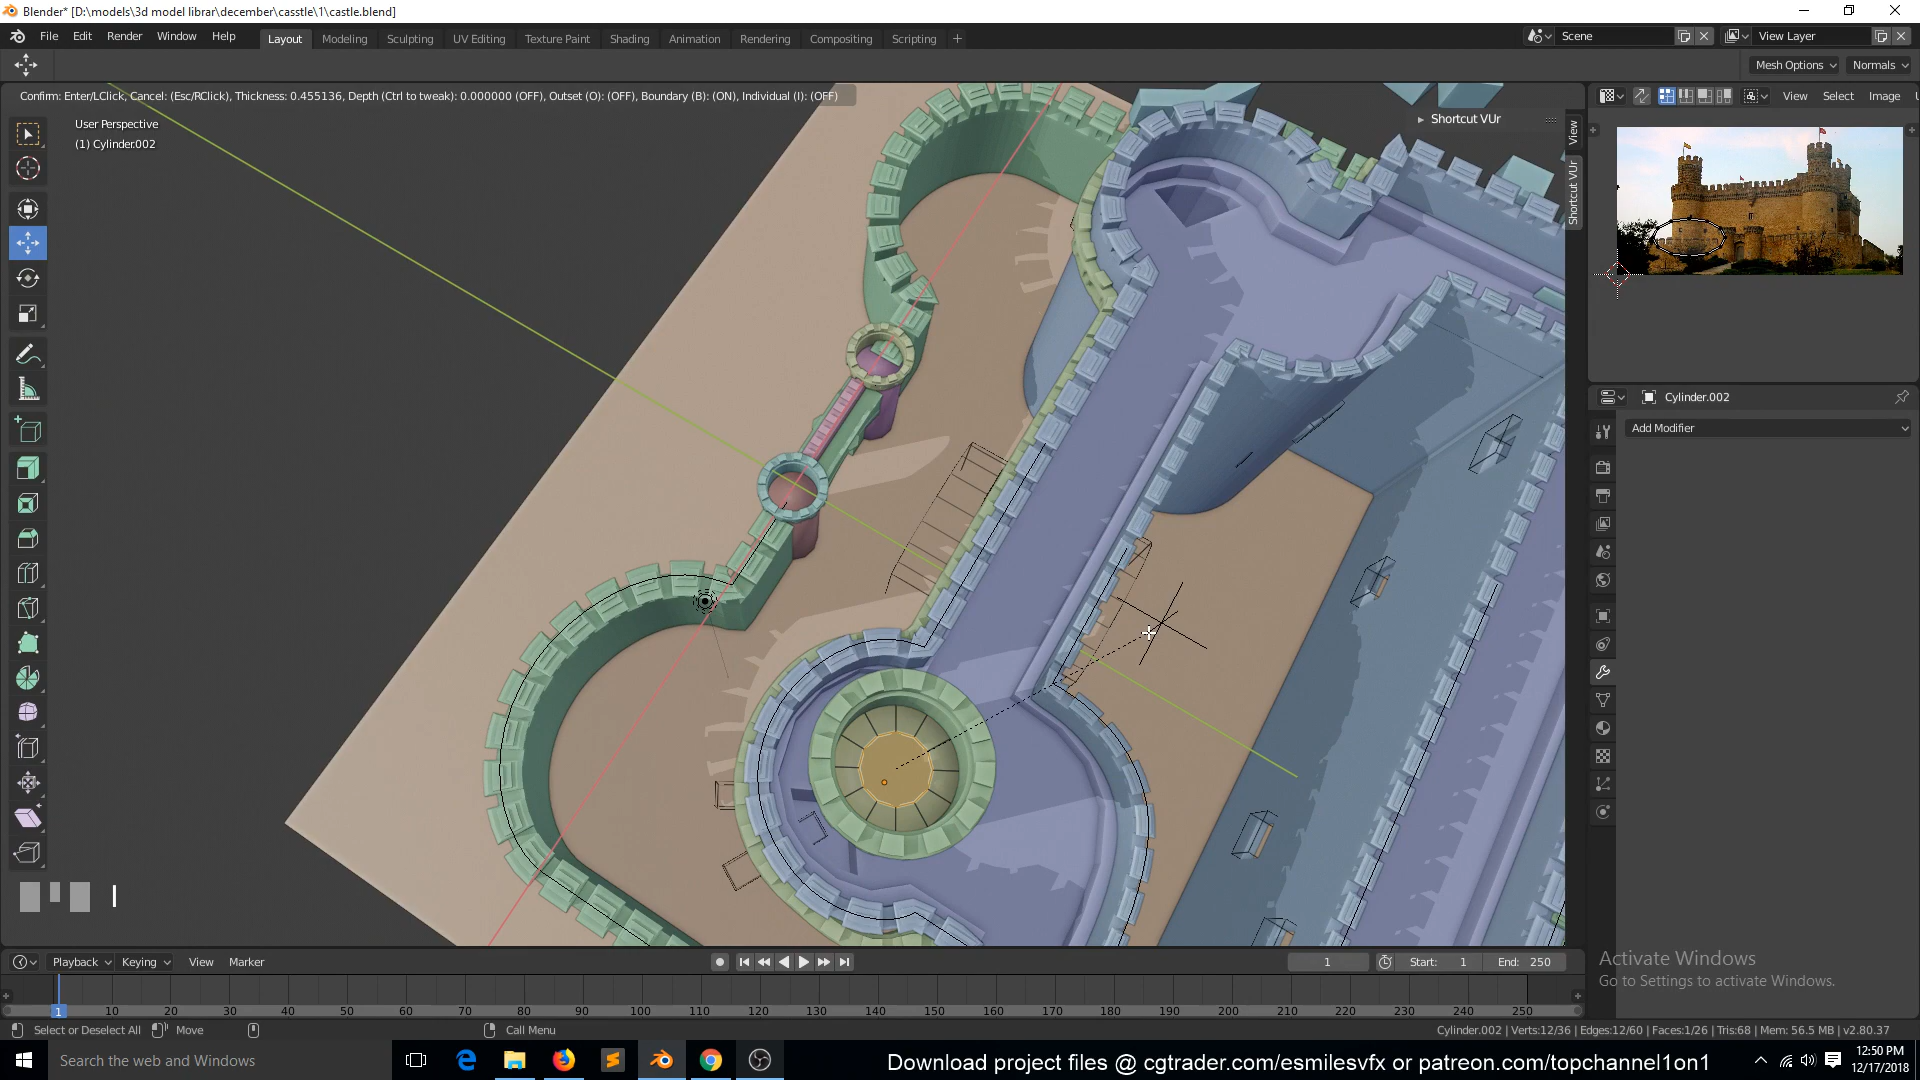 Blender* [D:\models\3d model librar\december\casstle\1\castle.blend]
File Edit Render Window Help
Layout Modeling Sculpting UV Editing Texture Paint Shading Animation Rendering Compositing Scripting +
Scene
View Layer
Mesh Options
Normals
Confirm: Enter/LClick, Cancel: (Esc/RClick), Thickness: 0.455136, Depth (Ctrl to tweak): 0.000000 (OFF), Outset (O): (OFF), Boundary (B): (ON), Individual (I): (OFF)
View Select Image
User Perspective
(1) Cylinder.002
Shortcut VUr
View
Shortcut VUr
Cylinder.002
Add Modifier
I
Playback Keying View Marker
1
Start: 1
End: 250
1 10 20 30 40 50 60 70 80 90 100 110 120 130 140 150 160 170 180 190 200 210 220 230 240 250
Activate Windows
Go to Settings to activate Windows.
Select or Deselect All
Move
Call Menu
Cylinder.002 | Verts:12/36 | Edges:12/60 | Faces:1/26 | Tris:68 | Mem: 56.5 MB | v2.80.37
Search the web and Windows
Download project files @ cgtrader.com/esmilesvfx or patreon.com/topchannel1on1
12:50 PM
12/17/2018